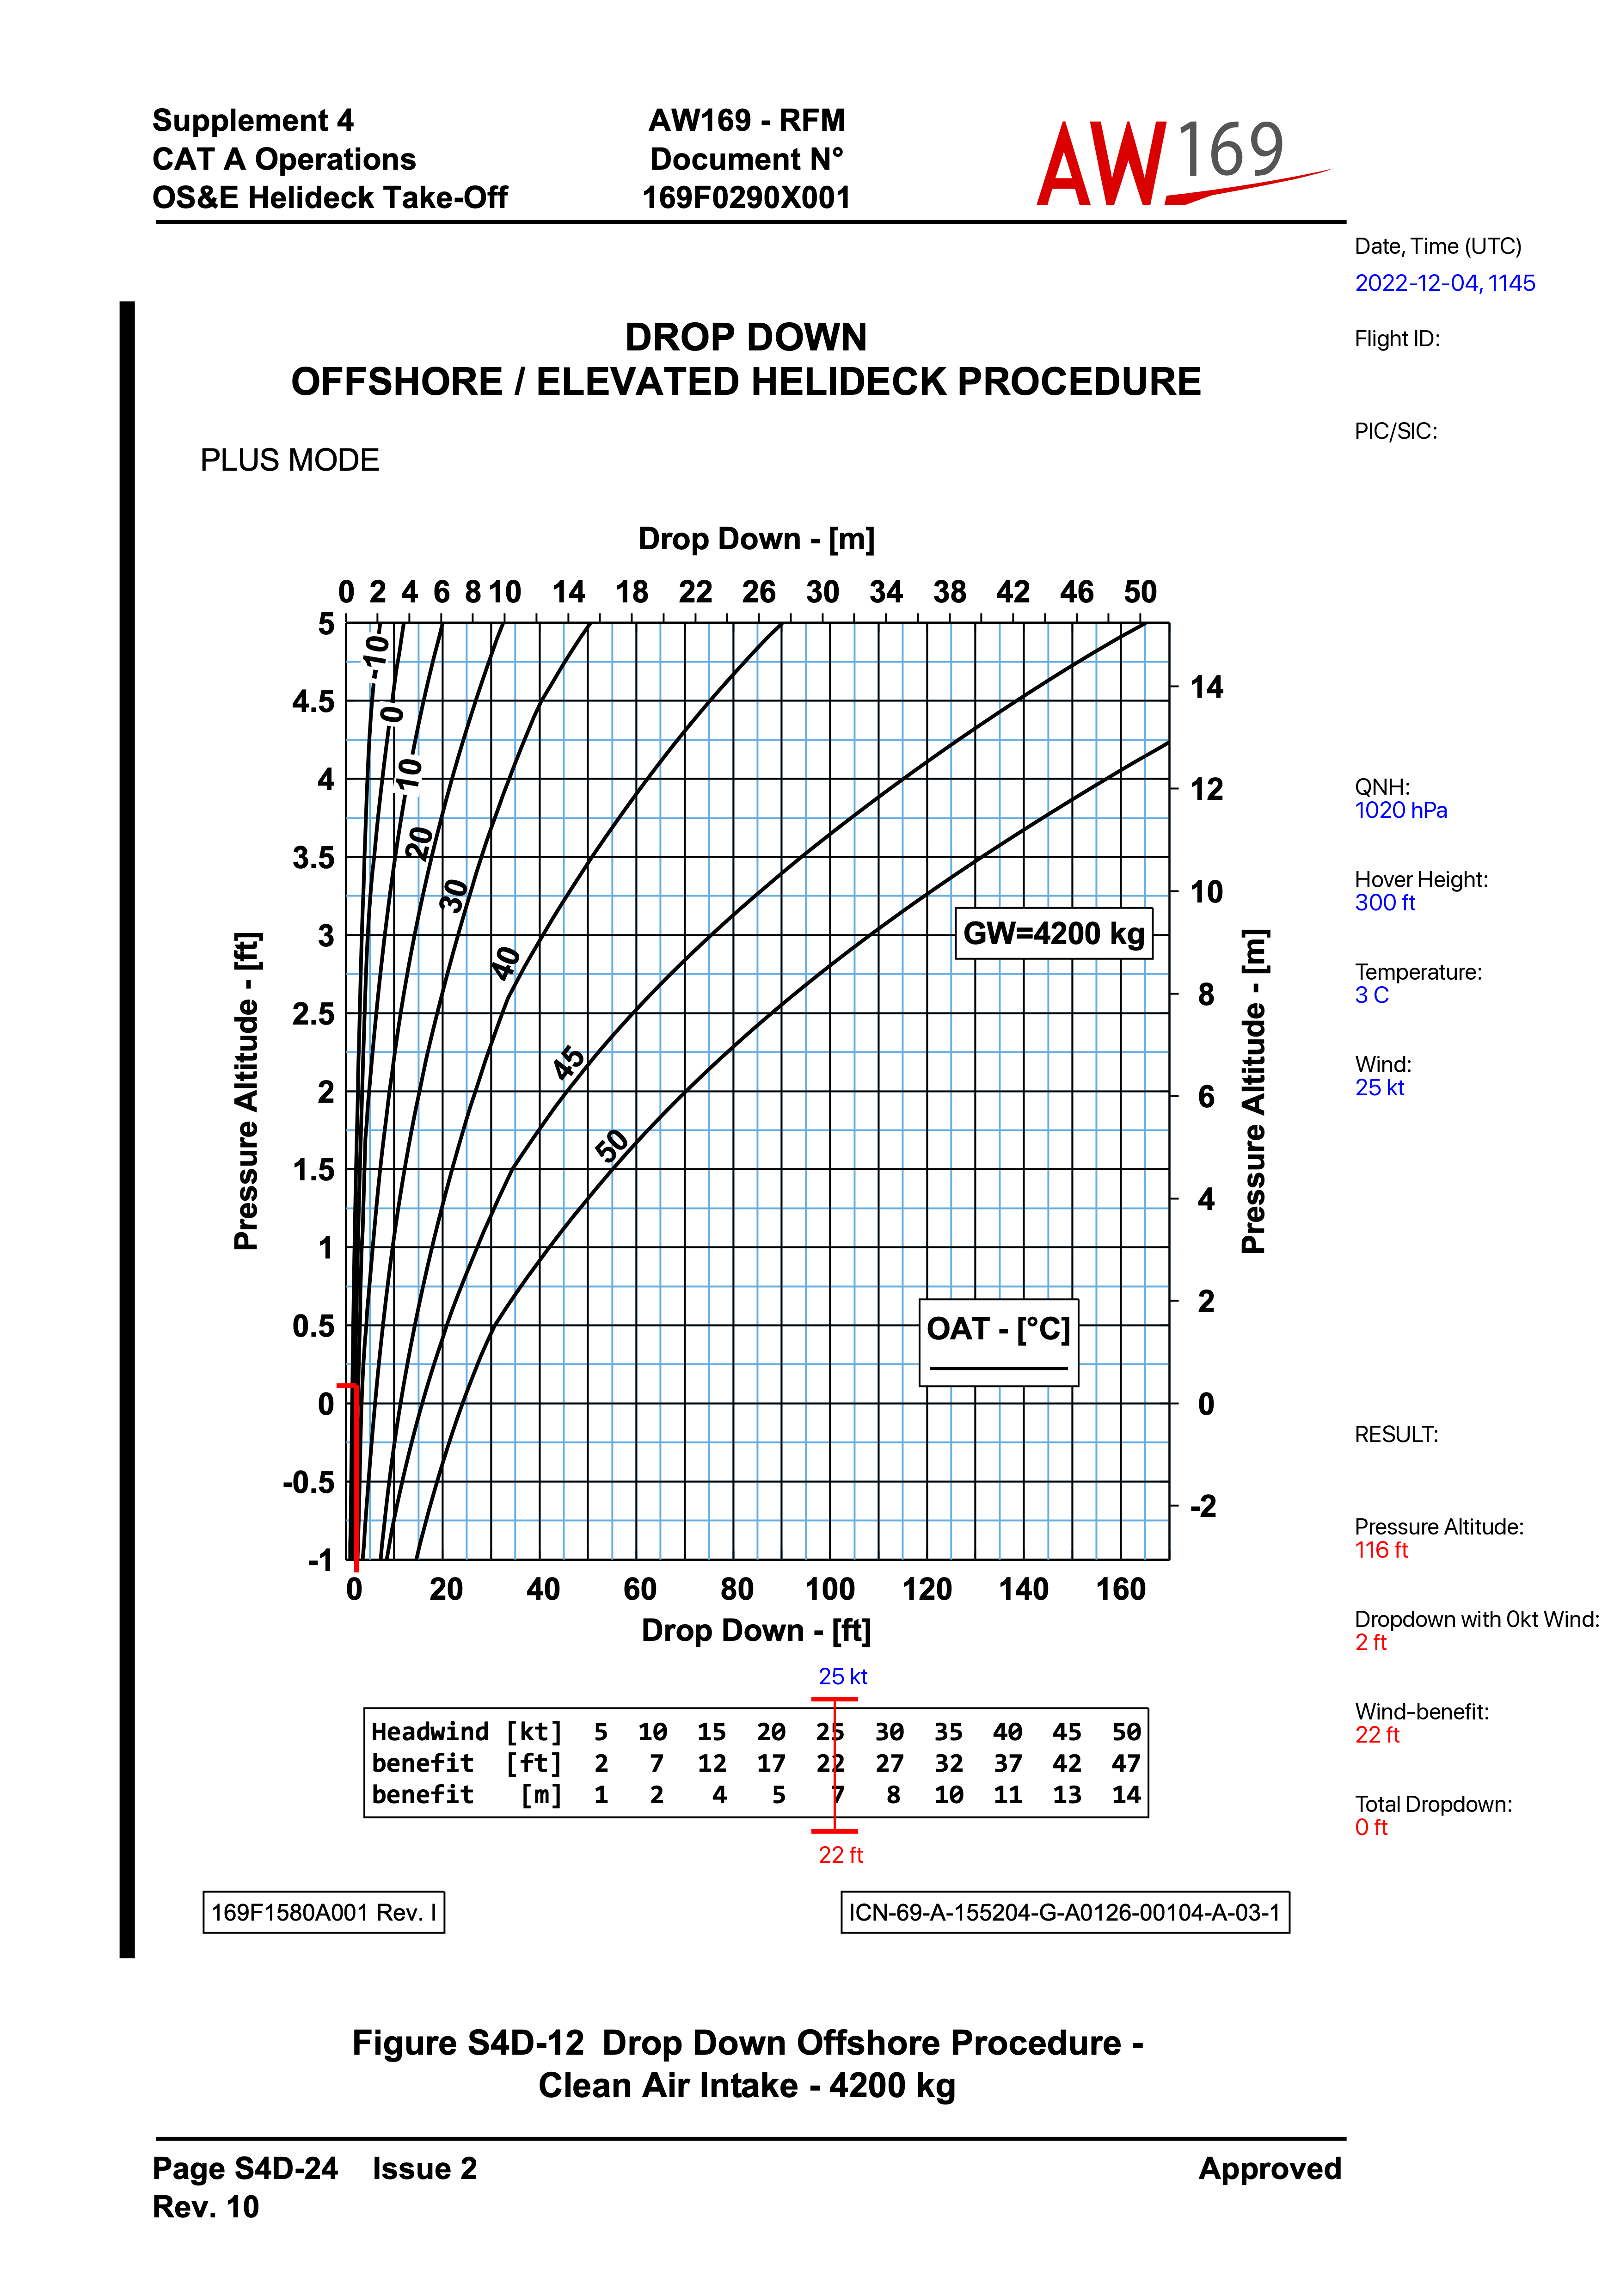 Supplement 4
CAT A Operations
OS&E Helideck Take-Off
AW169 - RFM
Document N°
169F0290X001
AW169
Date, Time (UTC)
2022-12-04, 1145
Flight ID:
PIC/SIC:
DROP DOWN
OFFSHORE / ELEVATED HELIDECK PROCEDURE
PLUS MODE
Drop Down - [m]
0 2 4 6 8 10 14 18 22 26 30 34 38 42 46 50
5
4.5
4
3.5
3
2.5
2
1.5
1
0.5
0
-0.5
-1
Pressure Altitude - [ft]
-10
0
10
20
30
40
45
50
GW=4200 kg
OAT - [°C]
14
12
10
8
6
4
2
0
-2
Pressure Altitude - [m]
0 20 40 60 80 100 120 140 160
Drop Down - [ft]
25 kt
Headwind [kt] 5 10 15 20 25 30 35 40 45 50
benefit [ft] 2 7 12 17 22 27 32 37 42 47
benefit [m] 1 2 4 5 7 8 10 11 13 14
22 ft
QNH:
1020 hPa
Hover Height:
300 ft
Temperature:
3 C
Wind:
25 kt
RESULT:
Pressure Altitude:
116 ft
Dropdown with 0kt Wind:
2 ft
Wind-benefit:
22 ft
Total Dropdown:
0 ft
169F1580A001 Rev. I
ICN-69-A-155204-G-A0126-00104-A-03-1
Figure S4D-12 Drop Down Offshore Procedure -
Clean Air Intake - 4200 kg
Page S4D-24 Issue 2
Rev. 10
Approved